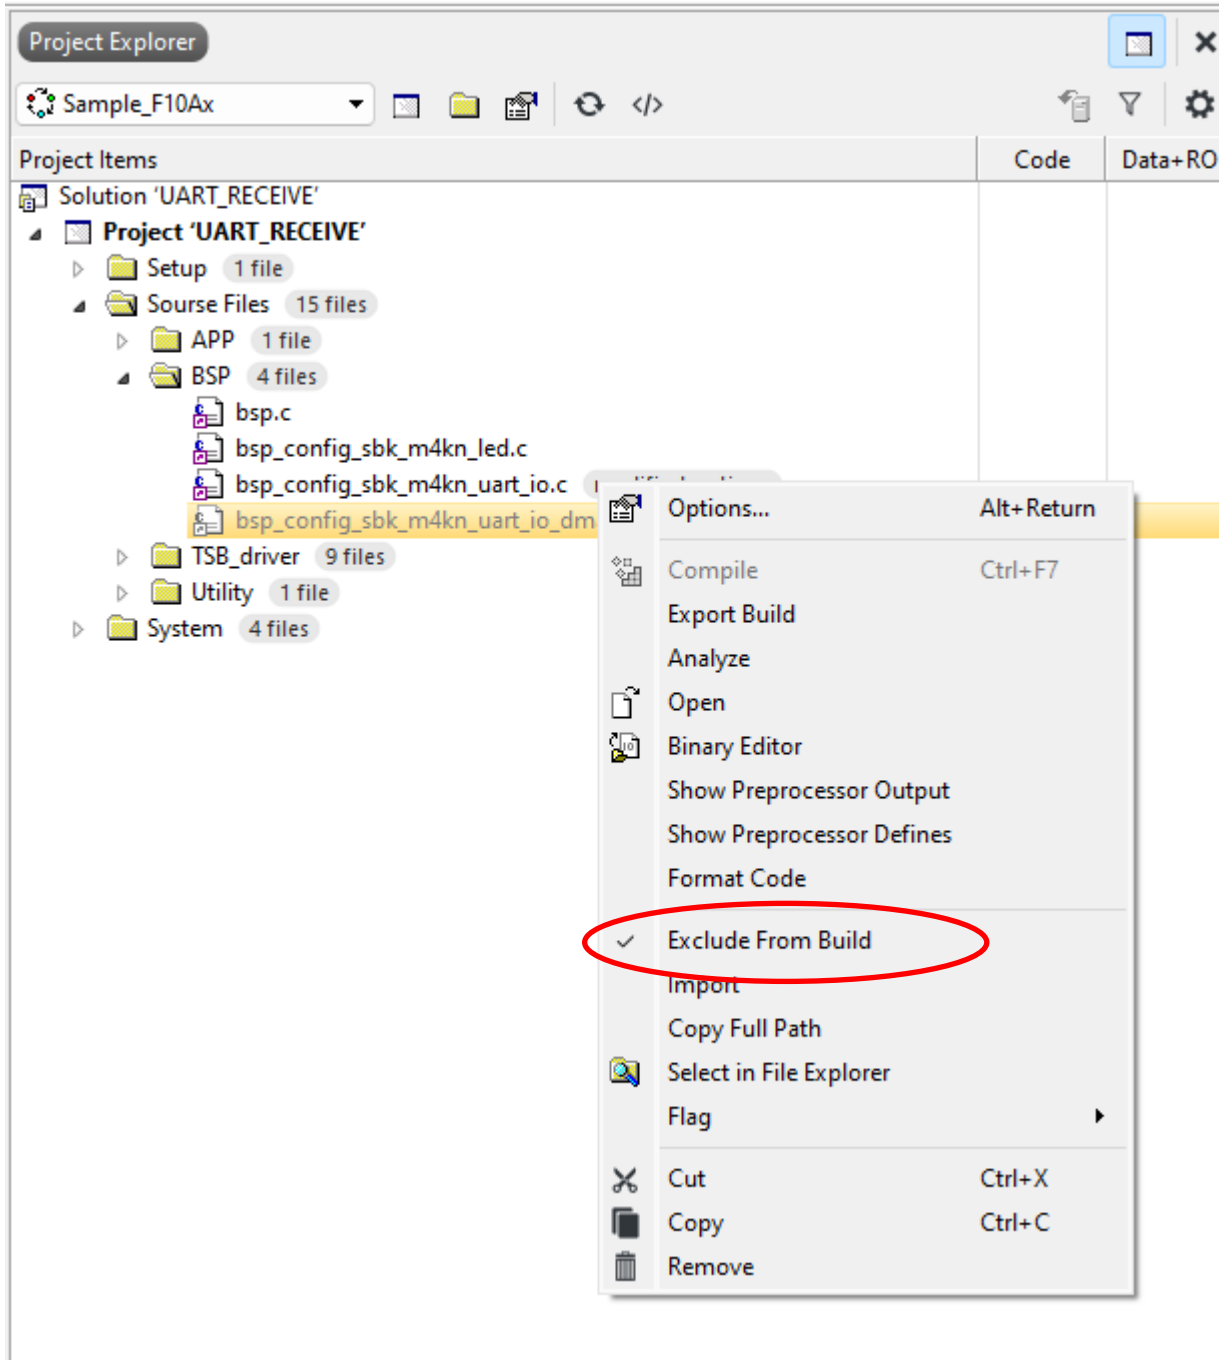 Project Explorer
Sample_F10Ax
Project Items Code Data+RO
Solution ‘UART_RECEIVE’
Project ‘UART_RECEIVE’
Setup 1 file
Sourse Files 15 files
APP 1 file
BSP 4 files
bsp.c
bsp_config_sbk_m4kn_led.c
bsp_config_sbk_m4kn_uart_io.c
bsp_config_sbk_m4kn_uart_io_dm
TSB_driver 9 files
Utility 1 file
System 4 files
Options... Alt+Return
Compile Ctrl+F7
Export Build
Analyze
Open
Binary Editor
Show Preprocessor Output
Show Preprocessor Defines
Format Code
Exclude From Build
Import
Copy Full Path
Select in File Explorer
Flag
Cut Ctrl+X
Copy Ctrl+C
Remove